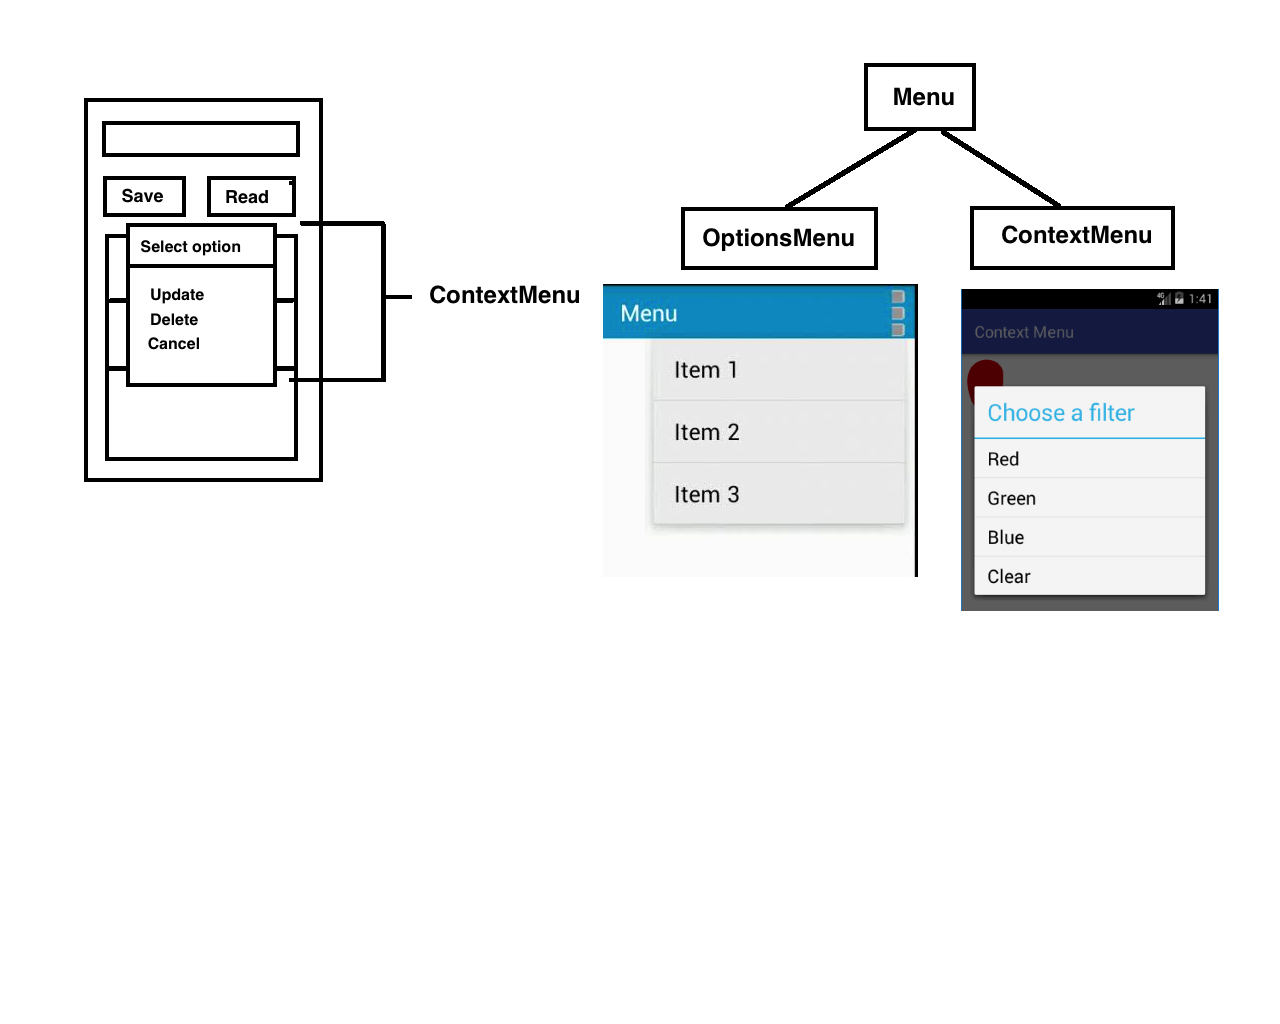 Save
Read
Select option
Update
Delete
Cancel
ContextMenu
Menu
OptionsMenu
ContextMenu
Menu
Item 1
Item 2
Item 3
4G 1:41
Context Menu
Choose a filter
Red
Green
Blue
Clear